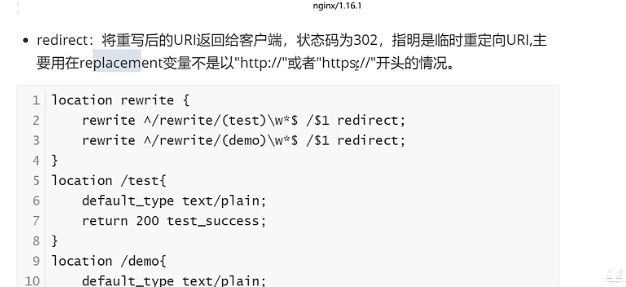 nginx/1.16.1
redirect：将重写后的URI返回给客户端，状态码为302，指明是临时重定向URI,主
要用在replacement变量不是以"http://"或者"https://"开头的情况。
1 location rewrite {
2 rewrite ^/rewrite/(test)\w*$ /$1 redirect;
3 rewrite ^/rewrite/(demo)\w*$ /$1 redirect;
4 }
5 location /test{
6 default_type text/plain;
7 return 200 test_success;
8 }
9 location /demo{
10 default_type text/plain;